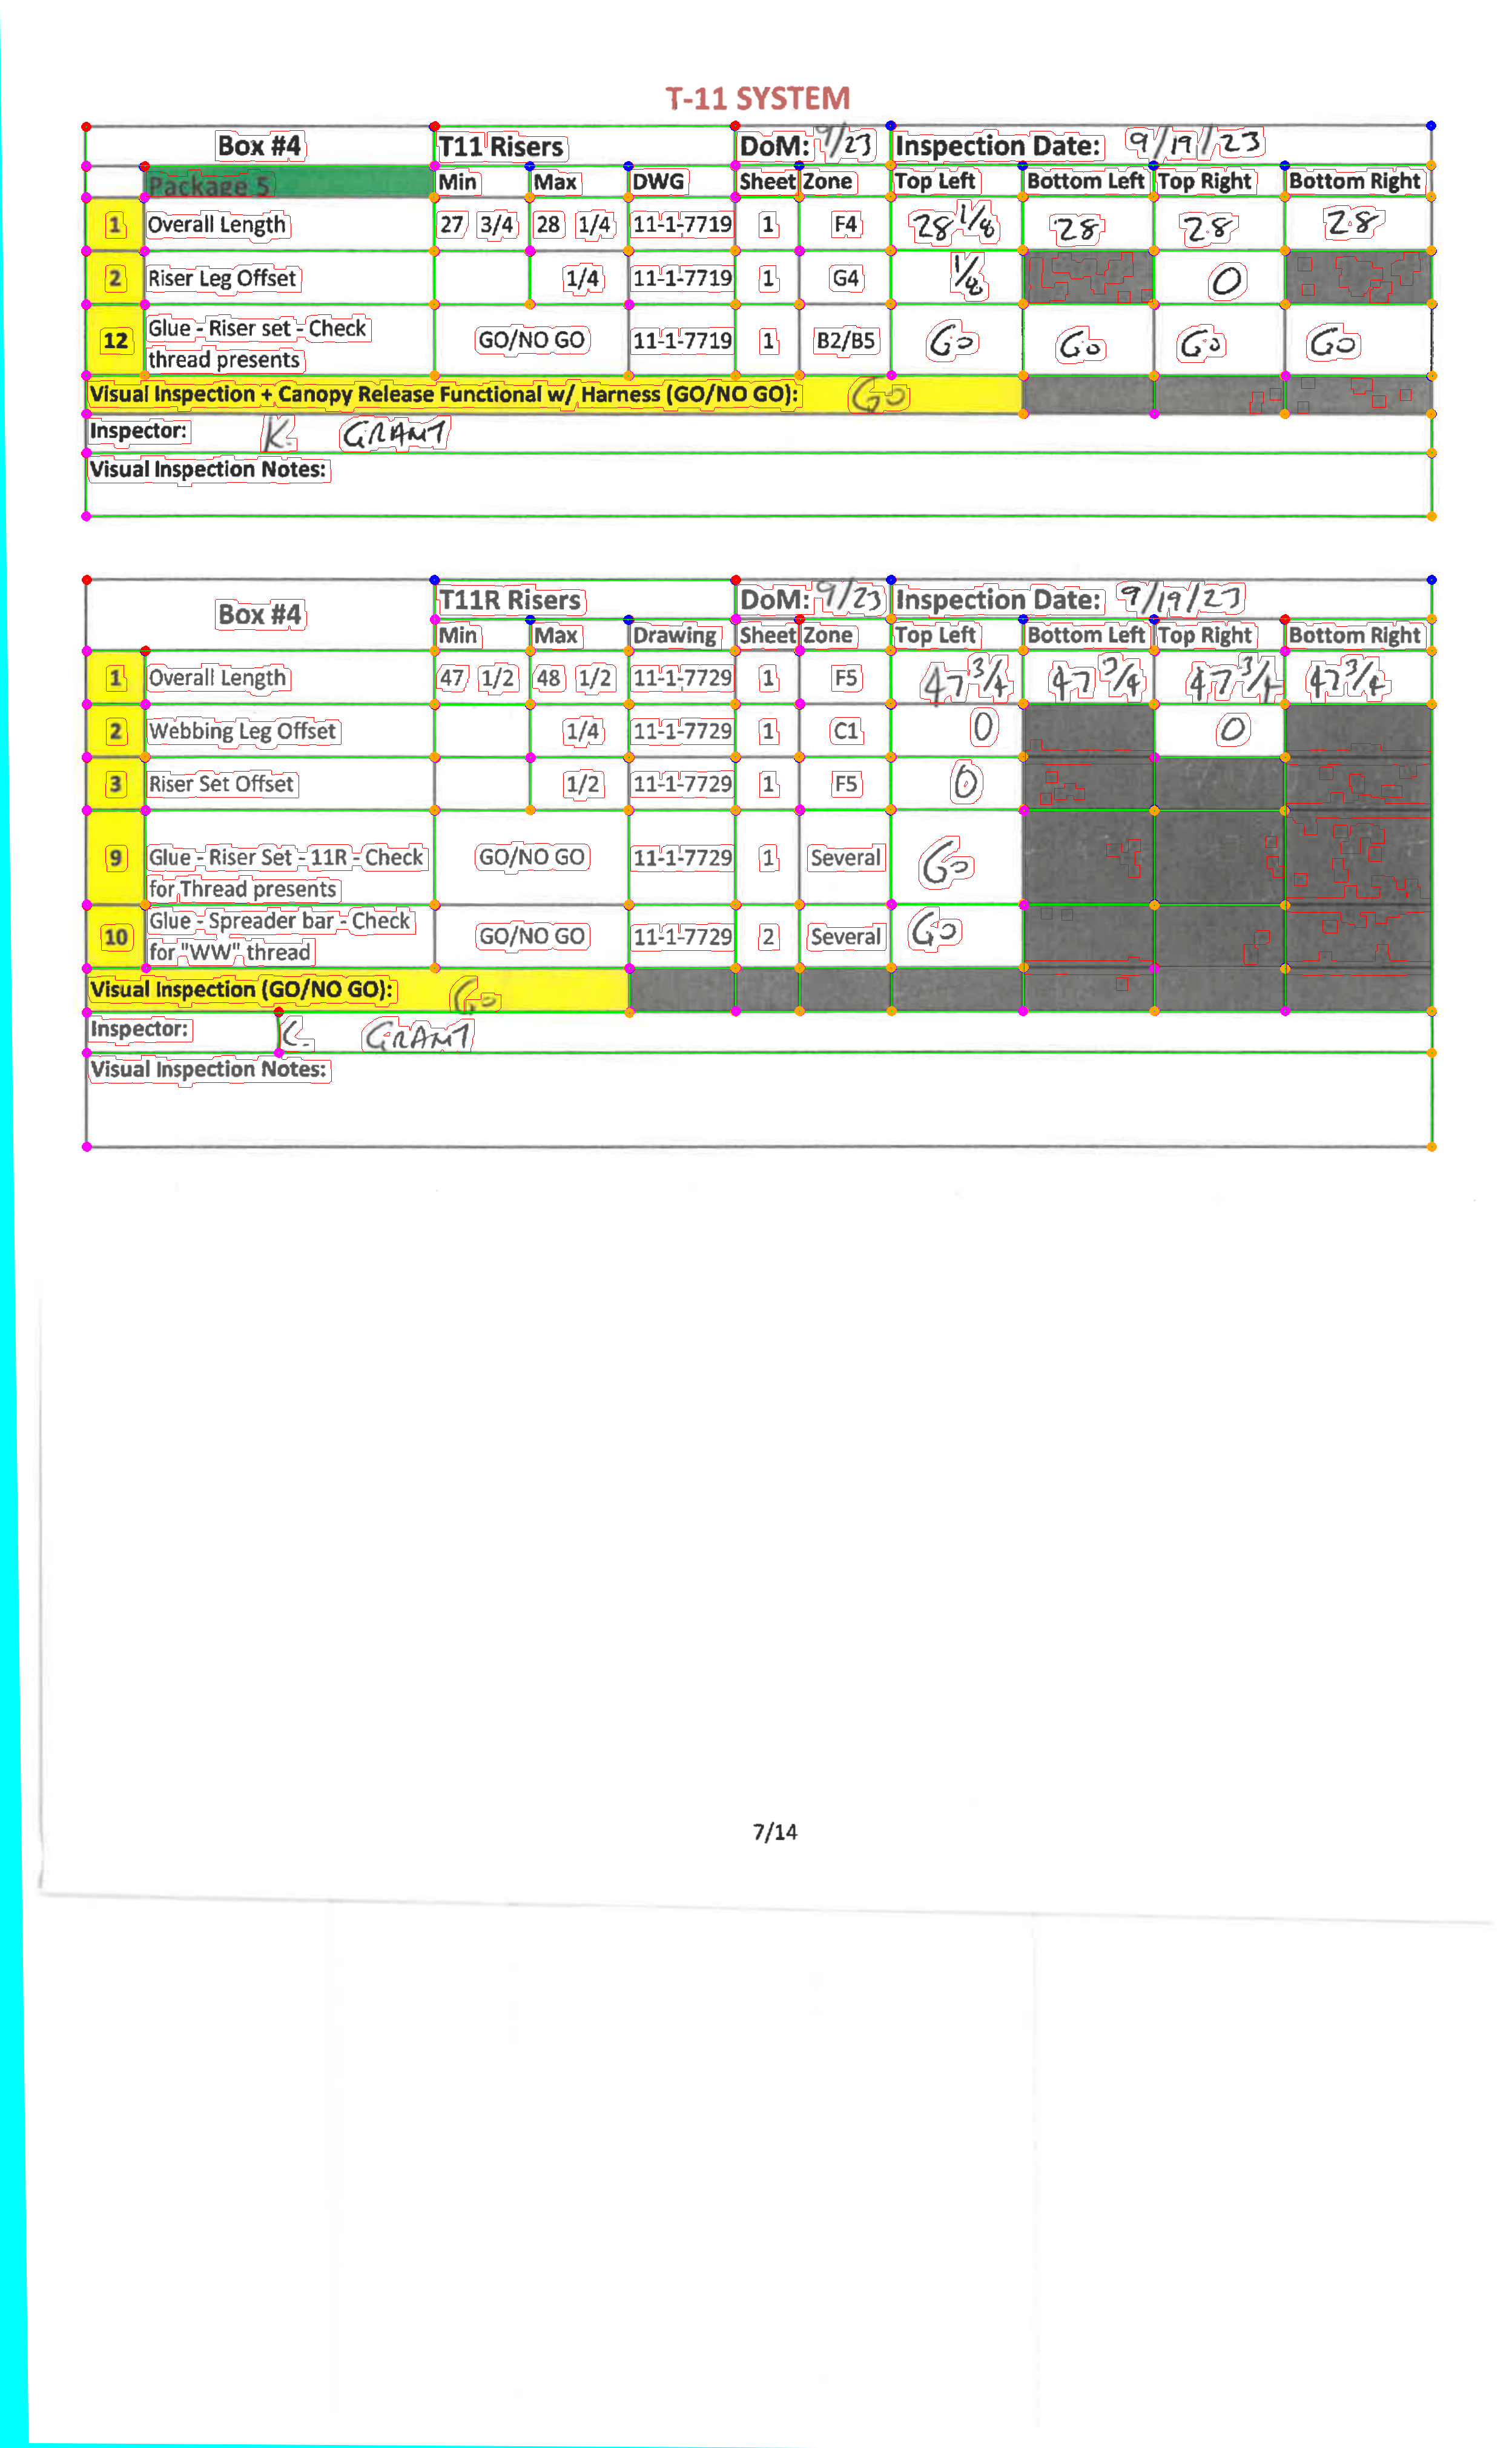 T-11 SYSTEM
Box #4 T11 Risers DoM: 9/23 Inspection Date: 9/19/23
Package 5 Min Max DWG Sheet Zone Top Left Bottom Left Top Right Bottom Right
1 Overall Length 27 3/4 28 1/4 11-1-7719 1 F4 28 1/8 28 28 28
2 Riser Leg Offset 1/4 11-1-7719 1 G4 1/8 0
12 Glue - Riser set - Check thread presents GO/NO GO 11-1-7719 1 B2/B5 Go Go Go Go
Visual Inspection + Canopy Release Functional w/ Harness (GO/NO GO): Go
Inspector: K. GRANT
Visual Inspection Notes:
Box #4 T11R Risers DoM: 9/23 Inspection Date: 9/19/23
Min Max Drawing Sheet Zone Top Left Bottom Left Top Right Bottom Right
1 Overall Length 47 1/2 48 1/2 11-1-7729 1 F5 47 3/4 47 3/4 47 3/4 47 3/4
2 Webbing Leg Offset 1/4 11-1-7729 1 C1 0 0
3 Riser Set Offset 1/2 11-1-7729 1 F5 0
9 Glue - Riser Set - 11R - Check for Thread presents GO/NO GO 11-1-7729 1 Several Go
10 Glue - Spreader bar - Check for "WW" thread GO/NO GO 11-1-7729 2 Several Go
Visual Inspection (GO/NO GO): Go
Inspector: K. GRANT
Visual Inspection Notes:
7/14